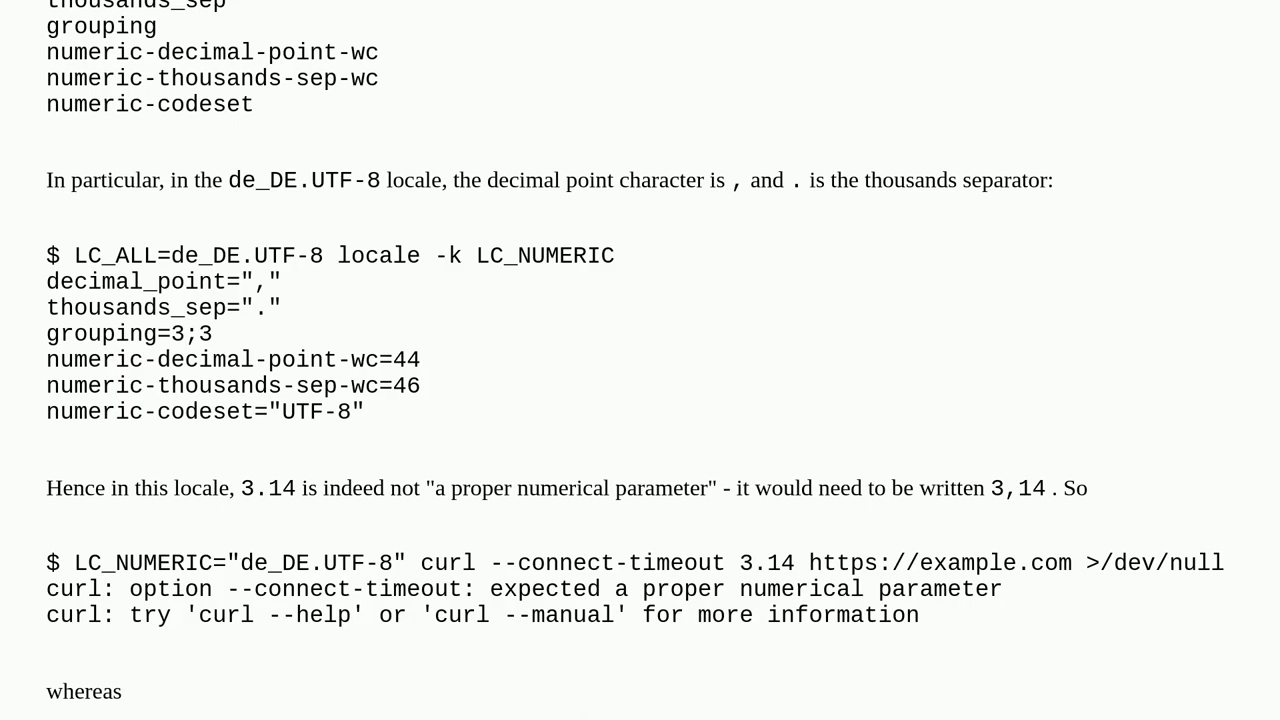 thousands_sep
grouping
numeric-decimal-point-wc
numeric-thousands-sep-wc
numeric-codeset
In particular, in the de_DE.UTF-8 locale, the decimal point character is , and . is the thousands separator:
$ LC_ALL=de_DE.UTF-8 locale -k LC_NUMERIC
decimal_point=","
thousands_sep="."
grouping=3;3
numeric-decimal-point-wc=44
numeric-thousands-sep-wc=46
numeric-codeset="UTF-8"
Hence in this locale, 3.14 is indeed not "a proper numerical parameter" - it would need to be written 3,14 . So
$ LC_NUMERIC="de_DE.UTF-8" curl --connect-timeout 3.14 https://example.com >/dev/null
curl: option --connect-timeout: expected a proper numerical parameter
curl: try 'curl --help' or 'curl --manual' for more information
whereas